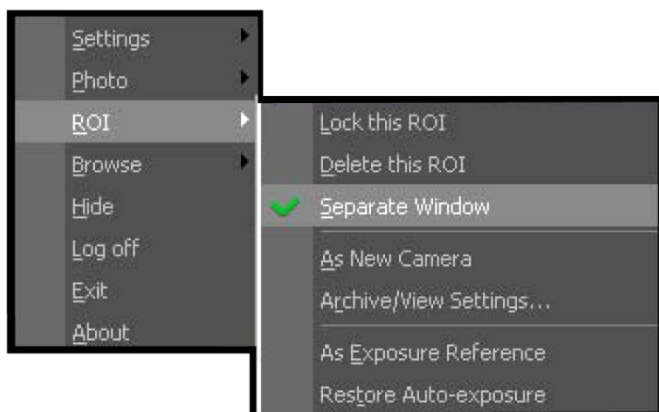 Settings
Photo
ROI
Browse
Hide
Log off
Exit
About
Lock this ROI
Delete this ROI
Separate Window
As New Camera
Archive/View Settings...
As Exposure Reference
Restore Auto-exposure